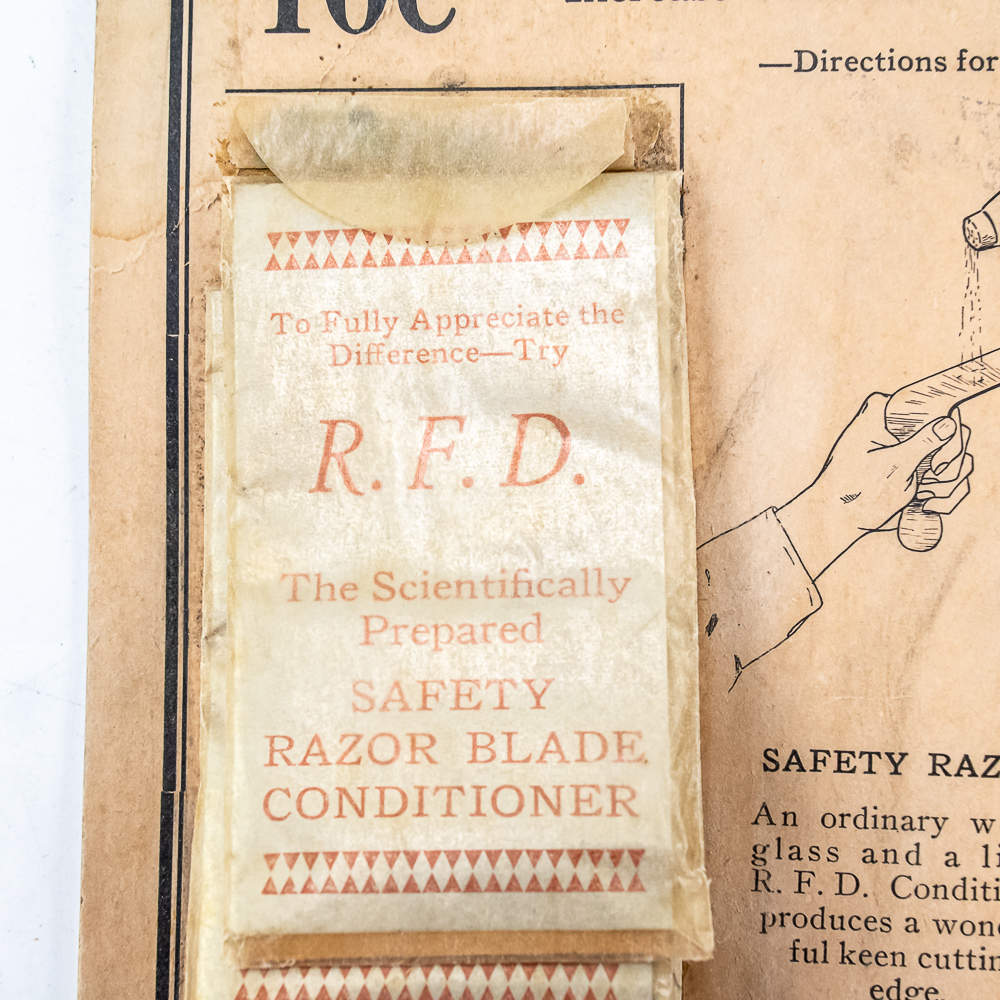 10c
—Directions for
To Fully Appreciate the
Difference—Try
R. F. D.
The Scientifically
Prepared
SAFETY
RAZOR BLADE
CONDITIONER
SAFETY RAZ
An ordinary w
glass and a li
R. F. D. Conditi
produces a won
ful keen cuttin
edge.